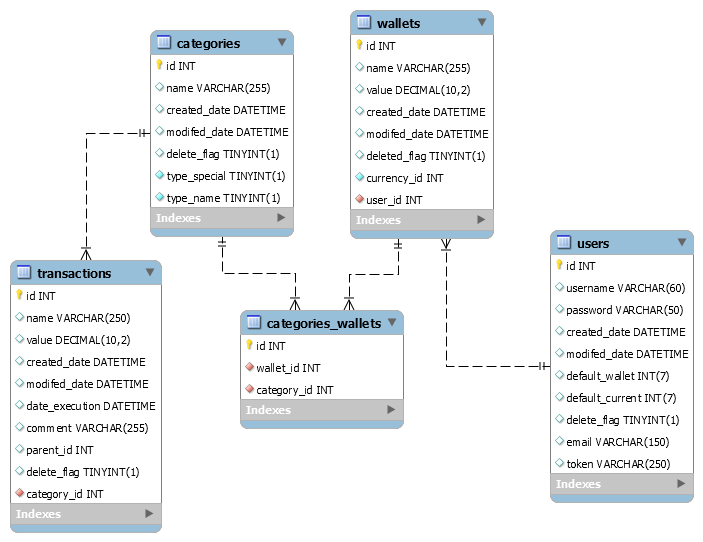 categories
id INT
name VARCHAR(255)
created_date DATETIME
modifed_date DATETIME
delete_flag TINYINT(1)
type_special TINYINT(1)
type_name TINYINT(1)
Indexes
wallets
id INT
name VARCHAR(255)
value DECIMAL(10,2)
created_date DATETIME
modifed_date DATETIME
deleted_flag TINYINT(1)
currency_id INT
user_id INT
Indexes
transactions
id INT
name VARCHAR(250)
value DECIMAL(10,2)
created_date DATETIME
modifed_date DATETIME
date_execution DATETIME
comment VARCHAR(255)
parent_id INT
delete_flag TINYINT(1)
category_id INT
Indexes
categories_wallets
id INT
wallet_id INT
category_id INT
Indexes
users
id INT
username VARCHAR(60)
password VARCHAR(50)
created_date DATETIME
modifed_date DATETIME
default_wallet INT(7)
default_current INT(7)
delete_flag TINYINT(1)
email VARCHAR(150)
token VARCHAR(250)
Indexes